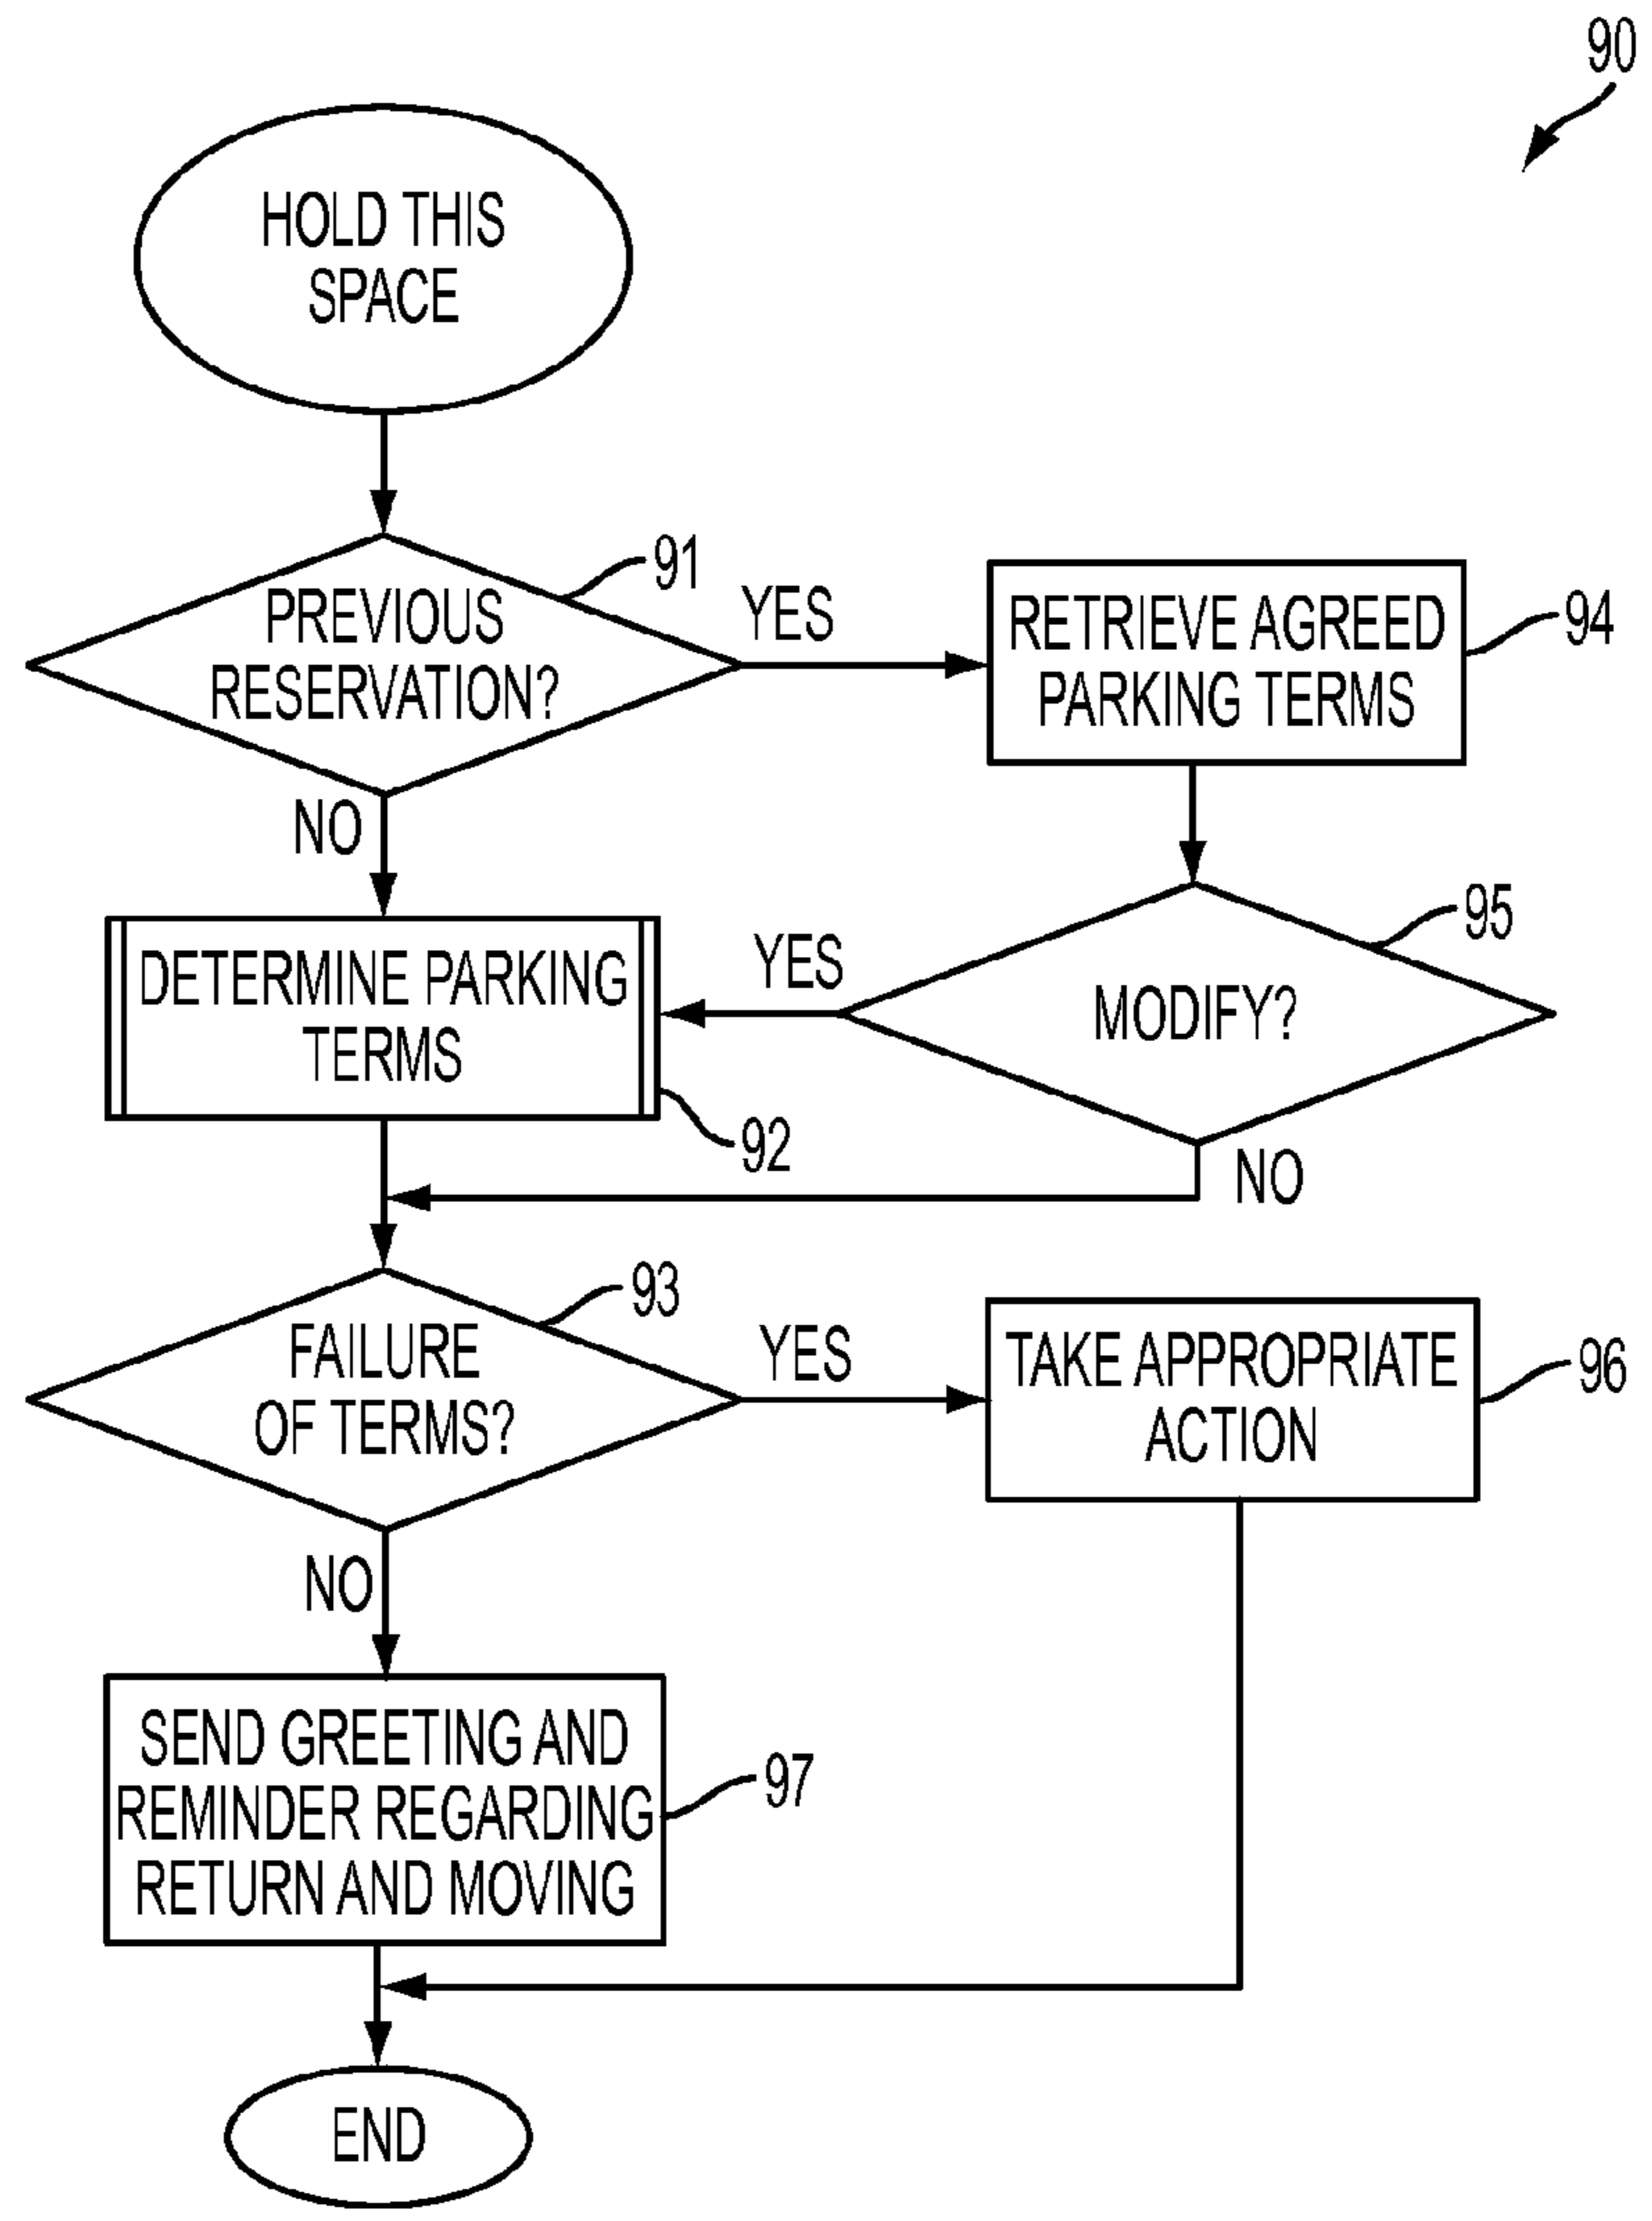 90
HOLD THIS
SPACE
91
PREVIOUS
RESERVATION?
YES
RETRIEVE AGREED
PARKING TERMS
94
NO
95
DETERMINE PARKING
TERMS
YES
MODIFY?
92
NO
93
FAILURE
OF TERMS?
YES
TAKE APPROPRIATE
ACTION
96
NO
SEND GREETING AND
REMINDER REGARDING
RETURN AND MOVING
97
END